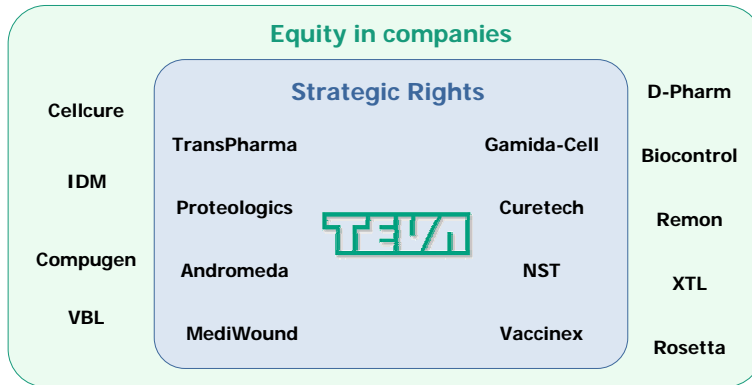 Equity in companies
Strategic Rights
Cellcure
IDM
Compugen
VBL
TransPharma
Proteologics
Andromeda
MediWound
TEVA
Gamida-Cell
Curetech
NST
Vaccinex
D-Pharm
Biocontrol
Remon
XTL
Rosetta